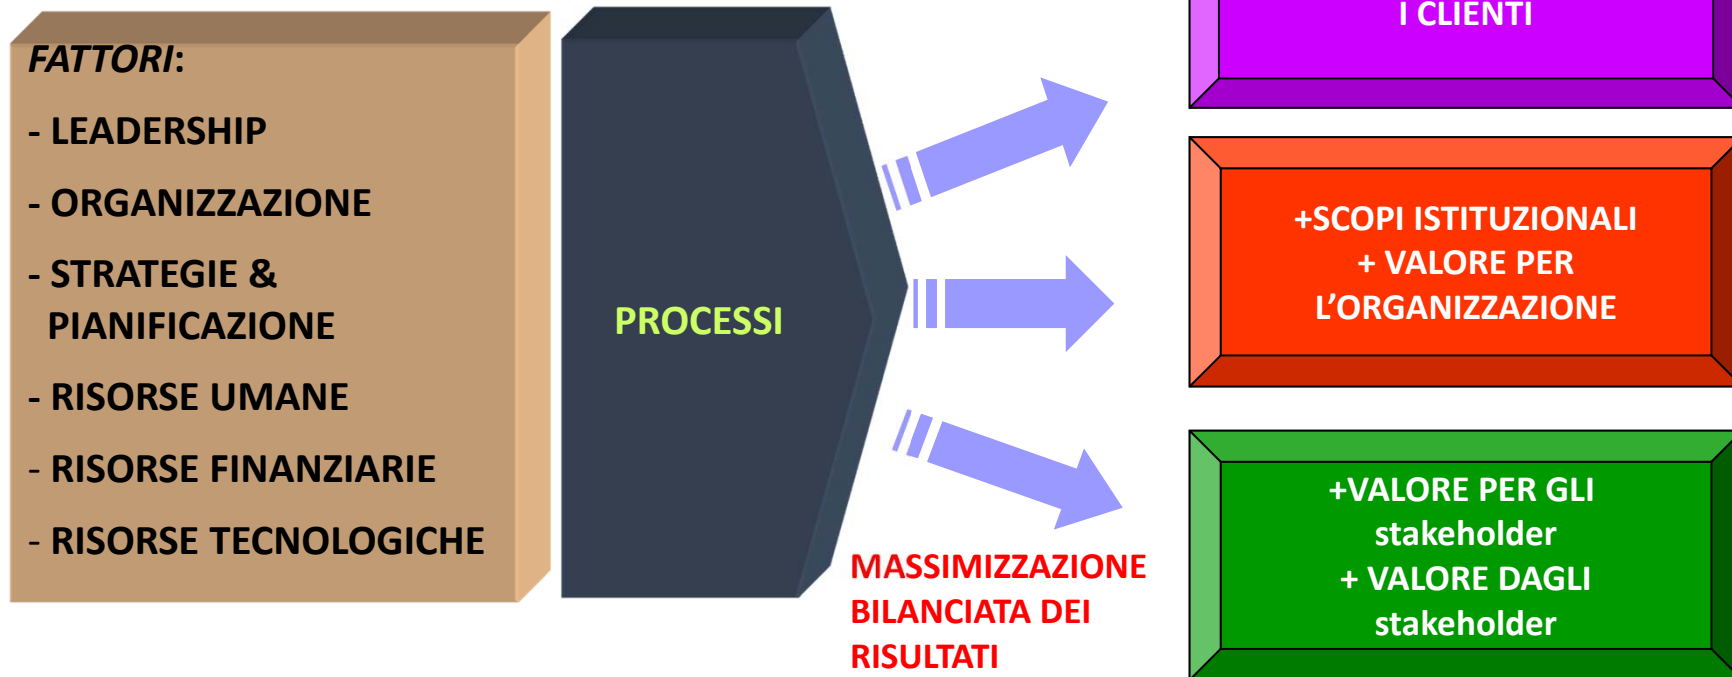 FATTORI:
- LEADERSHIP
- ORGANIZZAZIONE
- STRATEGIE &
PIANIFICAZIONE
- RISORSE UMANE
- RISORSE FINANZIARIE
- RISORSE TECNOLOGICHE
PROCESSI
MASSIMIZZAZIONE
BILANCIATA DEI
RISULTATI
I CLIENTI
+SCOPI ISTITUZIONALI
+ VALORE PER
L’ORGANIZZAZIONE
+VALORE PER GLI
stakeholder
+ VALORE DAGLI
stakeholder